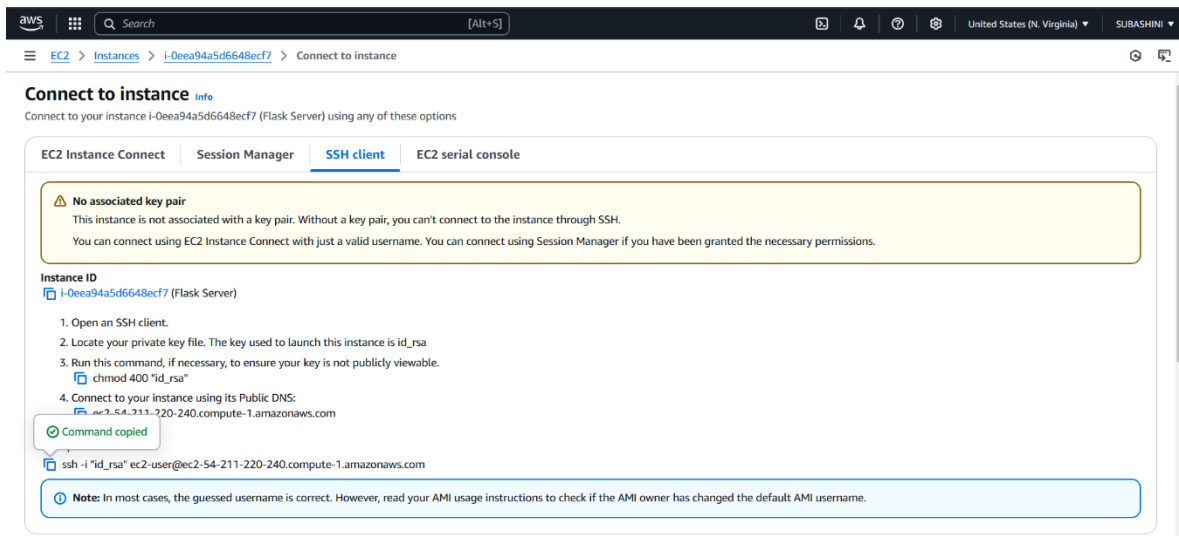 aws
Search [Alt+S]
United States (N. Virginia) ▼ SUBASHINI ▼
EC2 > Instances > i-0eea94a5d6648ecf7 > Connect to instance
Connect to instance Info
Connect to your instance i-0eea94a5d6648ecf7 (Flask Server) using any of these options
EC2 Instance Connect Session Manager SSH client EC2 serial console
No associated key pair
This instance is not associated with a key pair. Without a key pair, you can't connect to the instance through SSH.
You can connect using EC2 Instance Connect with just a valid username. You can connect using Session Manager if you have been granted the necessary permissions.
Instance ID
i-0eea94a5d6648ecf7 (Flask Server)
1. Open an SSH client.
2. Locate your private key file. The key used to launch this instance is id_rsa
3. Run this command, if necessary, to ensure your key is not publicly viewable.
chmod 400 "id_rsa"
4. Connect to your instance using its Public DNS:
ec2-54-211-220-240.compute-1.amazonaws.com
Command copied
ssh -i "id_rsa" ec2-user@ec2-54-211-220-240.compute-1.amazonaws.com
Note: In most cases, the guessed username is correct. However, read your AMI usage instructions to check if the AMI owner has changed the default AMI username.